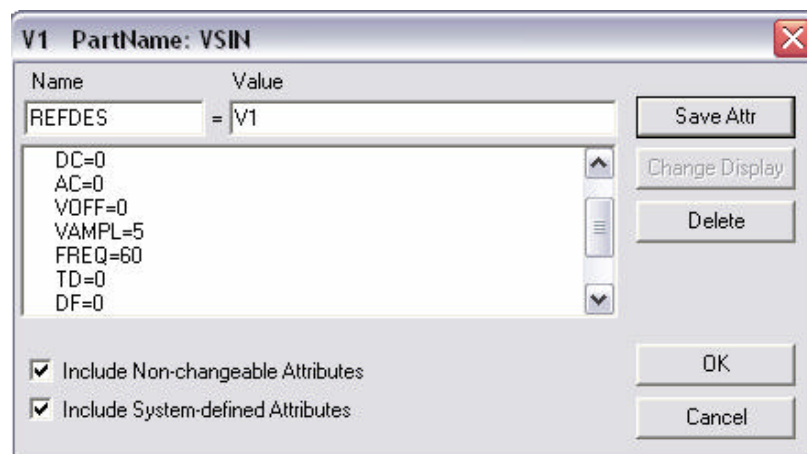 V1 PartName: VSIN
Name Value
REFDES = V1
Save Attr
DC=0
AC=0
VOFF=0
VAMPL=5
FREQ=60
TD=0
DF=0
Change Display
Delete
Include Non-changeable Attributes
Include System-defined Attributes
OK
Cancel